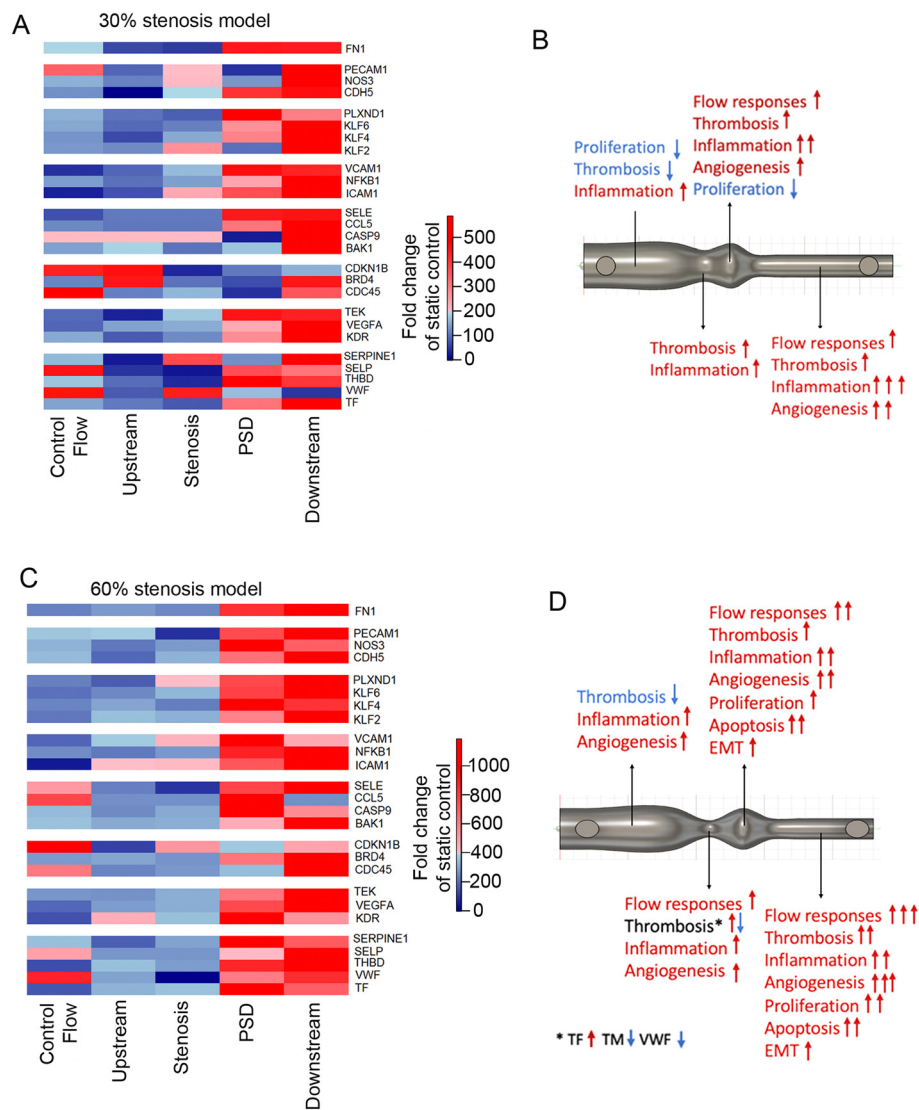 A
30% stenosis model
FN1
PECAM1
NOS3
CDH5
PLXND1
KLF6
KLF4
KLF2
VCAM1
NFKB1
ICAM1
SELE
CCL5
CASP9
BAK1
CDKN1B
BRD4
CDC45
TEK
VEGFA
KDR
SERPINE1
SELP
THBD
VWF
TF
Control
Flow
Upstream
Stenosis
PSD
Downstream
Fold change
of static control
500
400
300
200
100
0
B
Proliferation ↓
Thrombosis ↓
Inflammation ↑
Flow responses ↑
Thrombosis ↑
Inflammation ↑↑
Angiogenesis ↑
Proliferation ↓
Thrombosis ↑
Inflammation ↑
Flow responses ↑
Thrombosis ↑
Inflammation ↑↑↑
Angiogenesis ↑↑
C
60% stenosis model
FN1
PECAM1
NOS3
CDH5
PLXND1
KLF6
KLF4
KLF2
VCAM1
NFKB1
ICAM1
SELE
CCL5
CASP9
BAK1
CDKN1B
BRD4
CDC45
TEK
VEGFA
KDR
SERPINE1
SELP
THBD
VWF
TF
Control
Flow
Upstream
Stenosis
PSD
Downstream
Fold change
of static control
1000
800
600
400
200
0
D
Thrombosis ↓
Inflammation ↑
Angiogenesis ↑
Flow responses ↑↑
Thrombosis ↑
Inflammation ↑↑
Angiogenesis ↑↑
Proliferation ↑
Apoptosis ↑↑
EMT ↑
Flow responses ↑
Thrombosis* ↑↓
Inflammation ↑
Angiogenesis ↑
Flow responses ↑↑↑
Thrombosis ↑↑
Inflammation ↑↑
Angiogenesis ↑↑↑
Proliferation ↑↑
Apoptosis ↑↑
EMT ↑
* TF ↑ TM ↓ VWF ↓